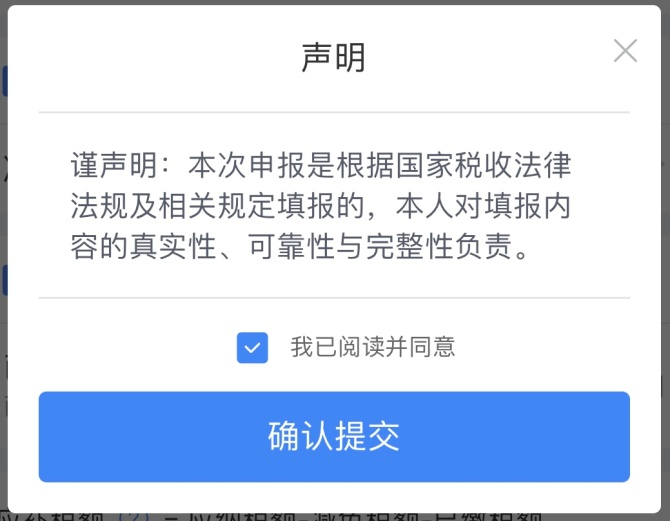 声明
谨声明：本次申报是根据国家税收法律
法规及相关规定填报的，本人对填报内
容的真实性、可靠性与完整性负责。
我已阅读并同意
确认提交